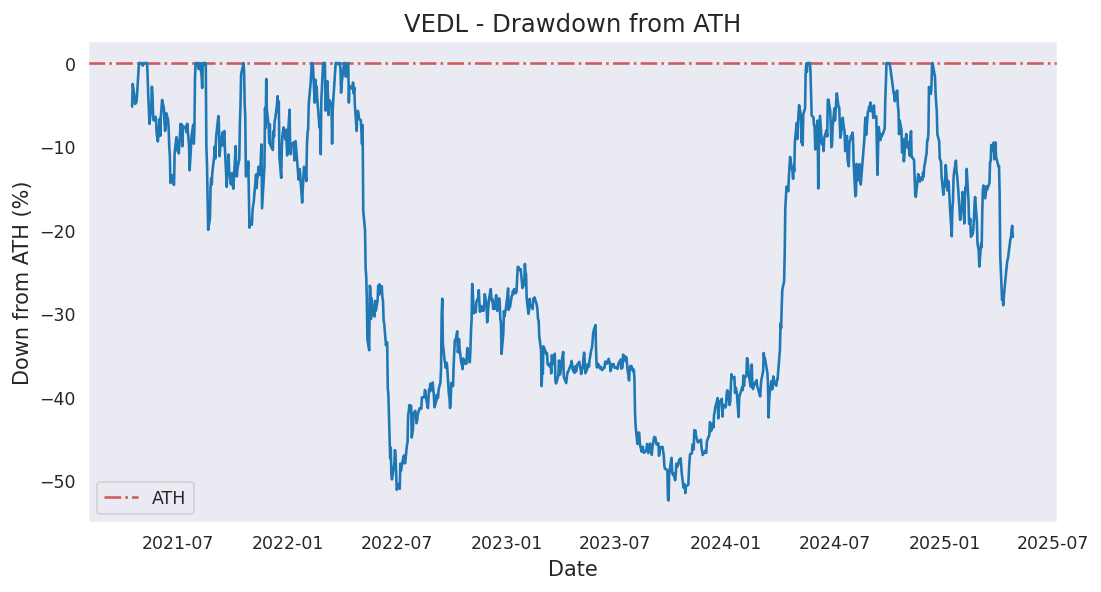 VEDL - Drawdown from ATH
Down from ATH (%)
0
−10
−20
−30
−40
−50
ATH
2021-07 2022-01 2022-07 2023-01 2023-07 2024-01 2024-07 2025-01 2025-07
Date